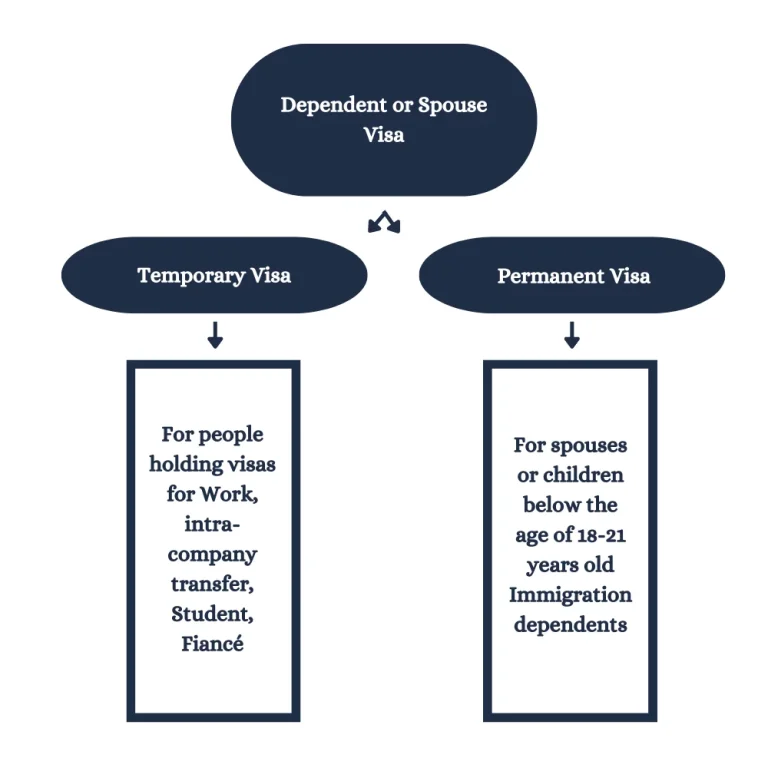 Dependent or Spouse
Visa
Temporary Visa
Permanent Visa
For people
holding visas
for Work,
intra-
company
transfer,
Student,
Fiancé
For spouses
or children
below the
age of 18-21
years old
Immigration
dependents